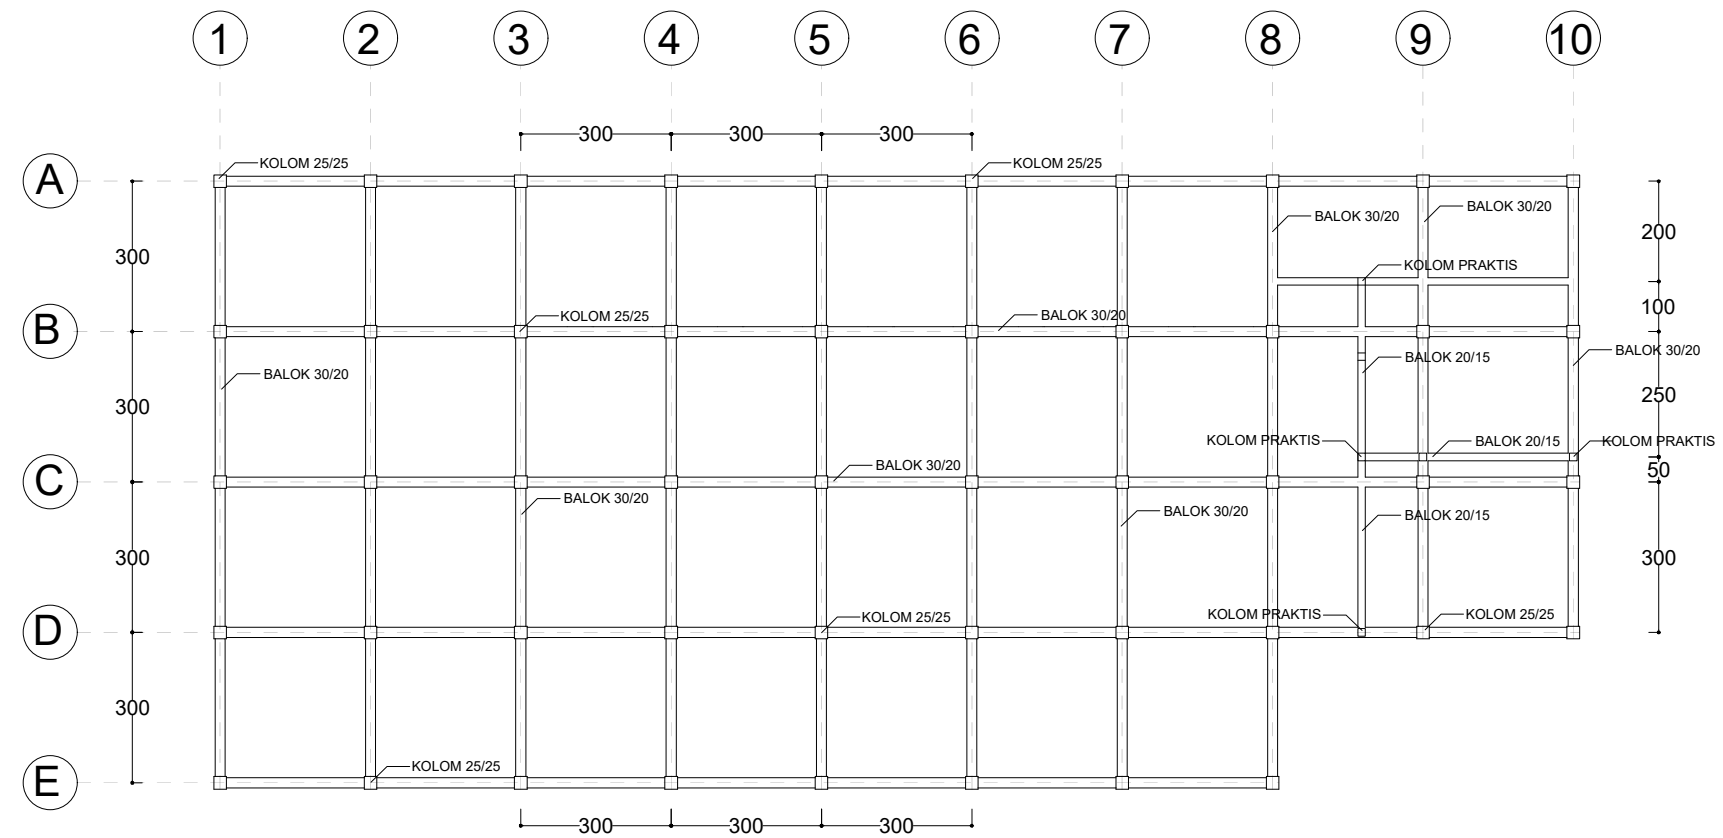 1 2 3 4 5 6 7 8 9 10
300 300 300
KOLOM 25/25 KOLOM 25/25
A
BALOK 30/20 BALOK 30/20
300 200
KOLOM PRAKTIS
100
KOLOM 25/25 BALOK 30/20
B
BALOK 30/20 BALOK 20/15 BALOK 30/20
300 250
KOLOM PRAKTIS BALOK 20/15 KOLOM PRAKTIS
BALOK 30/20 50
C
BALOK 30/20 BALOK 30/20 BALOK 20/15
300 300
KOLOM 25/25 KOLOM PRAKTIS KOLOM 25/25
D
300
KOLOM 25/25
E
300 300 300